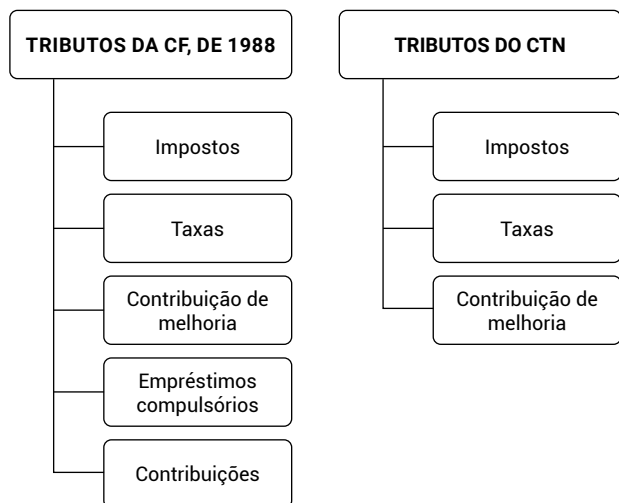 TRIBUTOS DA CF, DE 1988
Impostos
Taxas
Contribuição de
melhoria
Empréstimos
compulsórios
Contribuições
TRIBUTOS DO CTN
Impostos
Taxas
Contribuição de
melhoria